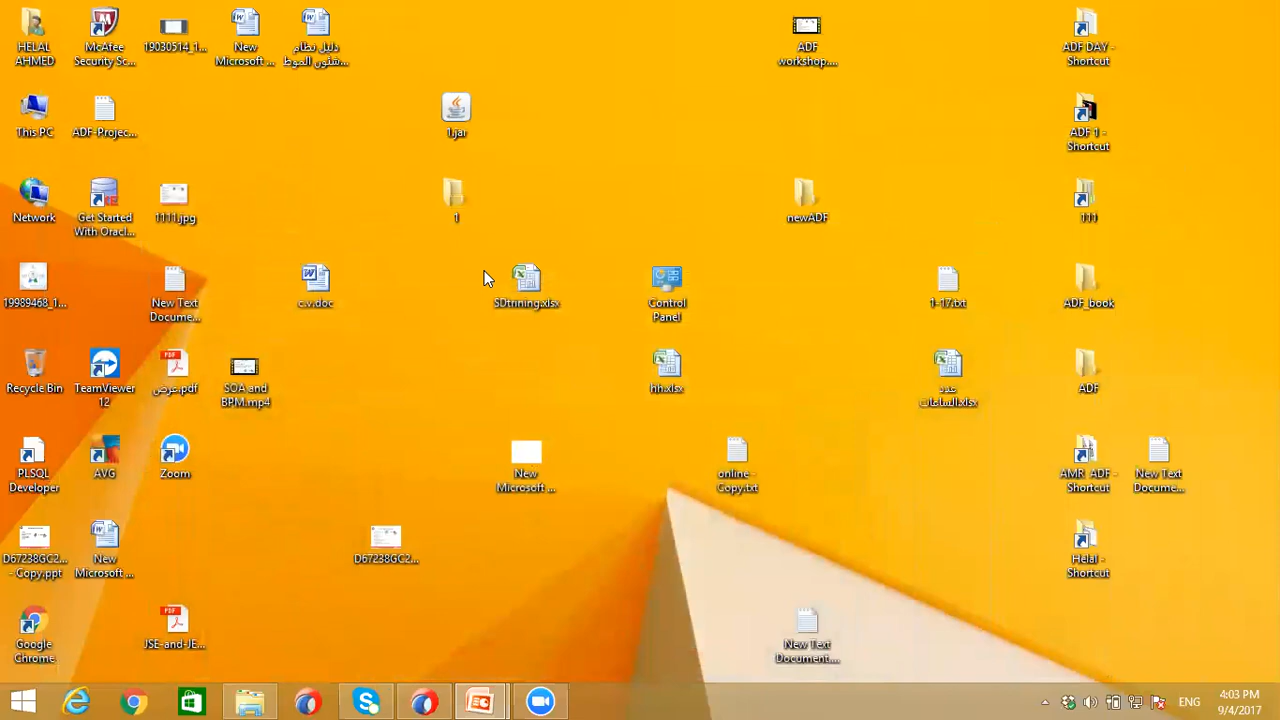 HELAL
AHMED
McAfee
Security Sc...
19030514_1...
New
Microsoft ...
دليل نظام
شئون الموظ...
ADF
workshop....
ADF DAY -
Shortcut
This PC
ADF-Projec...
1.jar
ADF 1 -
Shortcut
Network
Get Started
With Oracl...
1111.jpg
1
newADF
111
19989468_1...
New Text
Docume...
c.v.doc
SDtrining.xlsx
Control
Panel
1-17.txt
ADF_book
Recycle Bin
TeamViewer
12
عرض.pdf
SOA and
BPM.mp4
hh.xlsx
عدد
الساعات.xlsx
ADF
PLSQL
Developer
AVG
Zoom
New
Microsoft ...
online -
Copy.txt
AMR_ADF -
Shortcut
New Text
Docume...
D67238GC2...
- Copy.ppt
New
Microsoft ...
D67238GC2...
Helal -
Shortcut
Google
Chrome
JSE-and-JE...
New Text
Document....
ENG
4:03 PM
9/4/2017